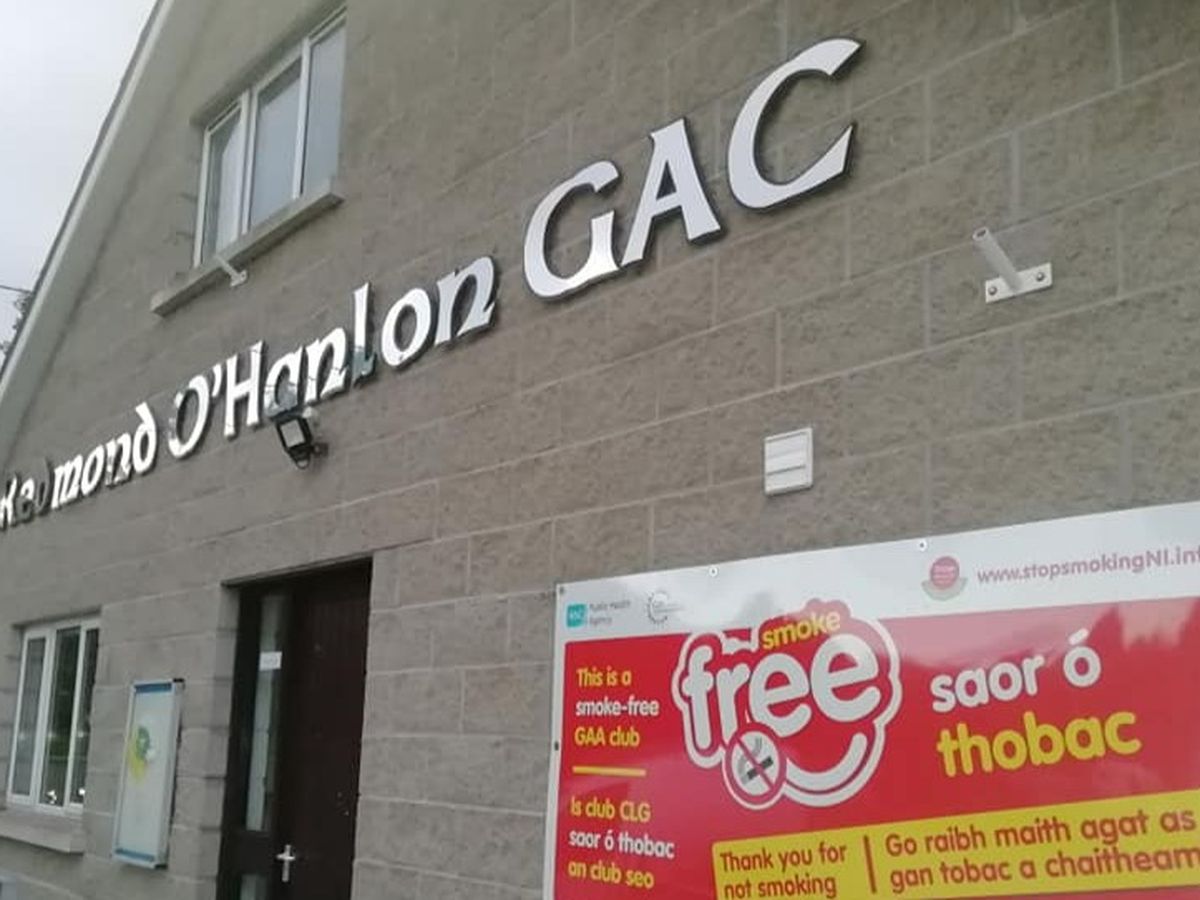 Redmond O'Hanlon GAC
Public Health
Agency
www.stopsmokingNI.inf
This is a
smoke-free
GAA club
Is club CLG
saor ó thobac
an club seo
smoke
free
saor ó
thobac
Thank you for
not smoking
Go raibh maith agat as
gan tobac a chaitheam